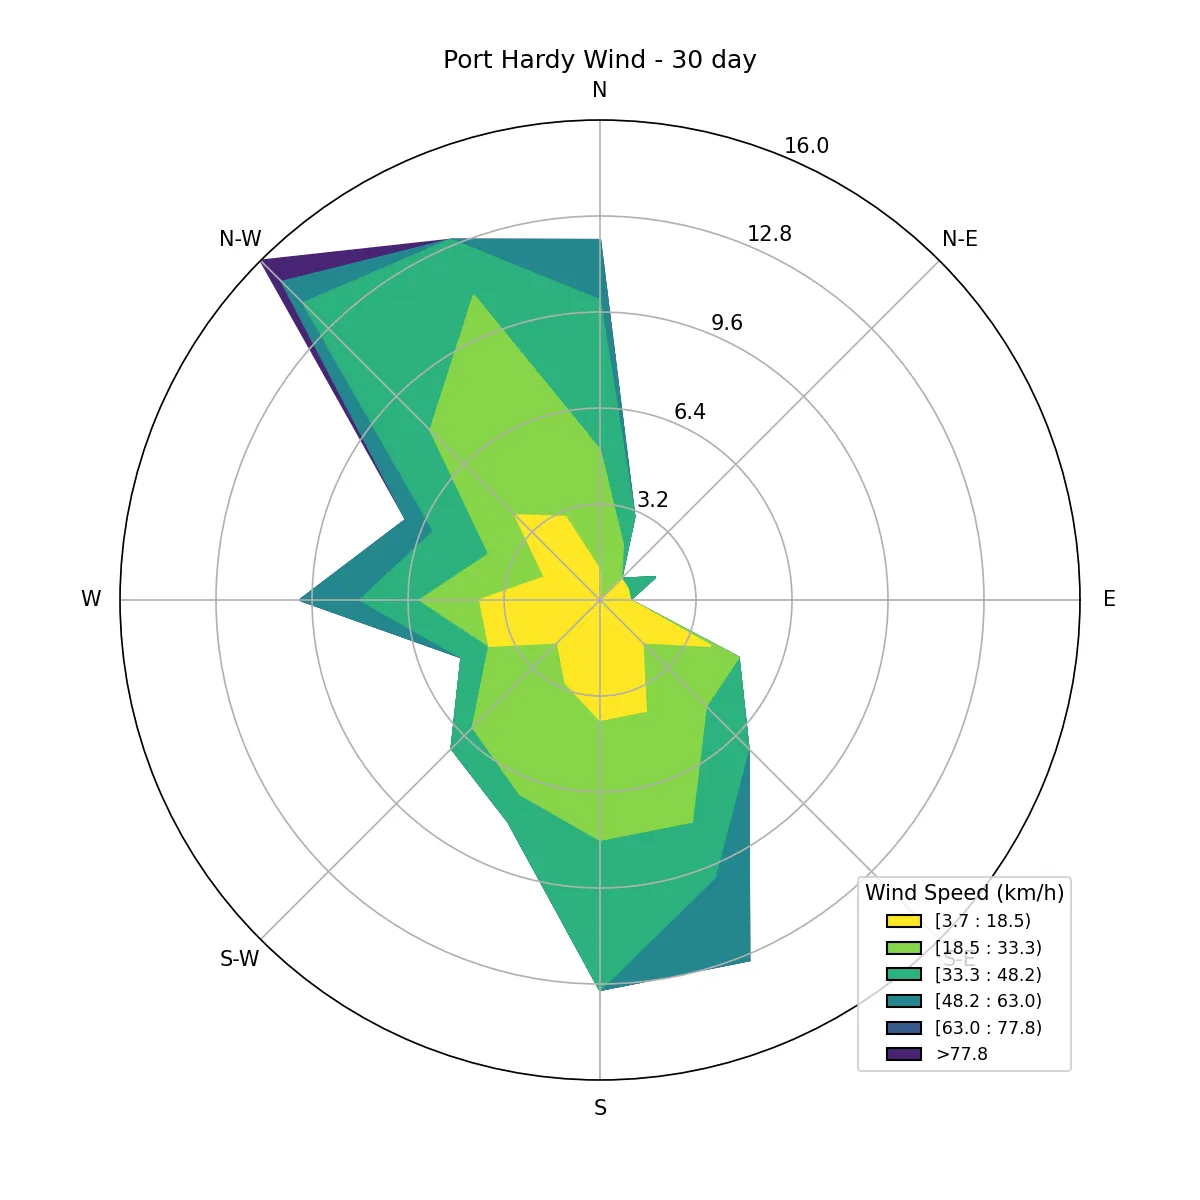 Port Hardy Wind - 30 day
N
16.0
12.8
N-W
N-E
9.6
6.4
3.2
W
E
Wind Speed (km/h)
[3.7 : 18.5)
[18.5 : 33.3)
S-W
S-E
[33.3 : 48.2)
[48.2 : 63.0)
[63.0 : 77.8)
>77.8
S